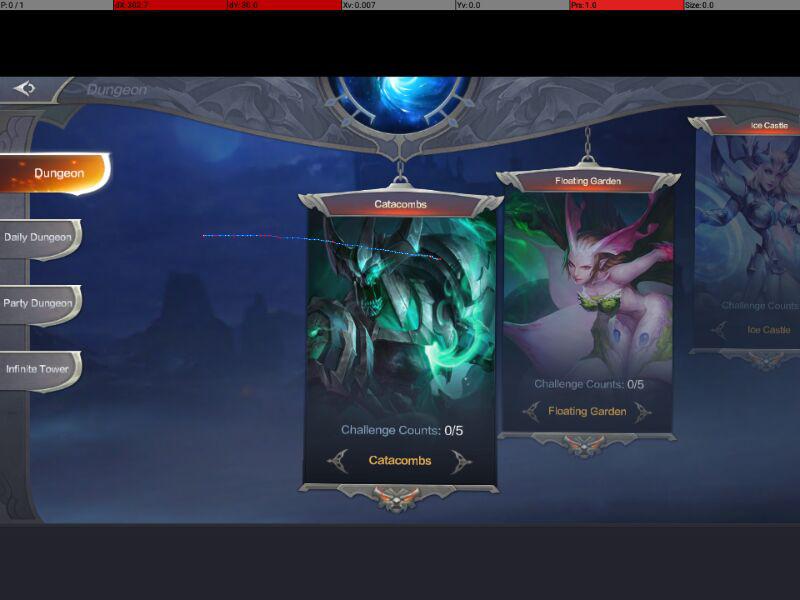 P: 0 / 1
dX: 302.7
dY: 30.0
Xv: 0.007
Yv: 0.0
Prs: 1.0
Size: 0.0
Dungeon
Dungeon
Daily Dungeon
Party Dungeon
Infinite Tower
Catacombs
Challenge Counts: 0/5
Catacombs
Floating Garden
Challenge Counts: 0/5
Floating Garden
Ice Castle
Challenge Counts
Ice Castle